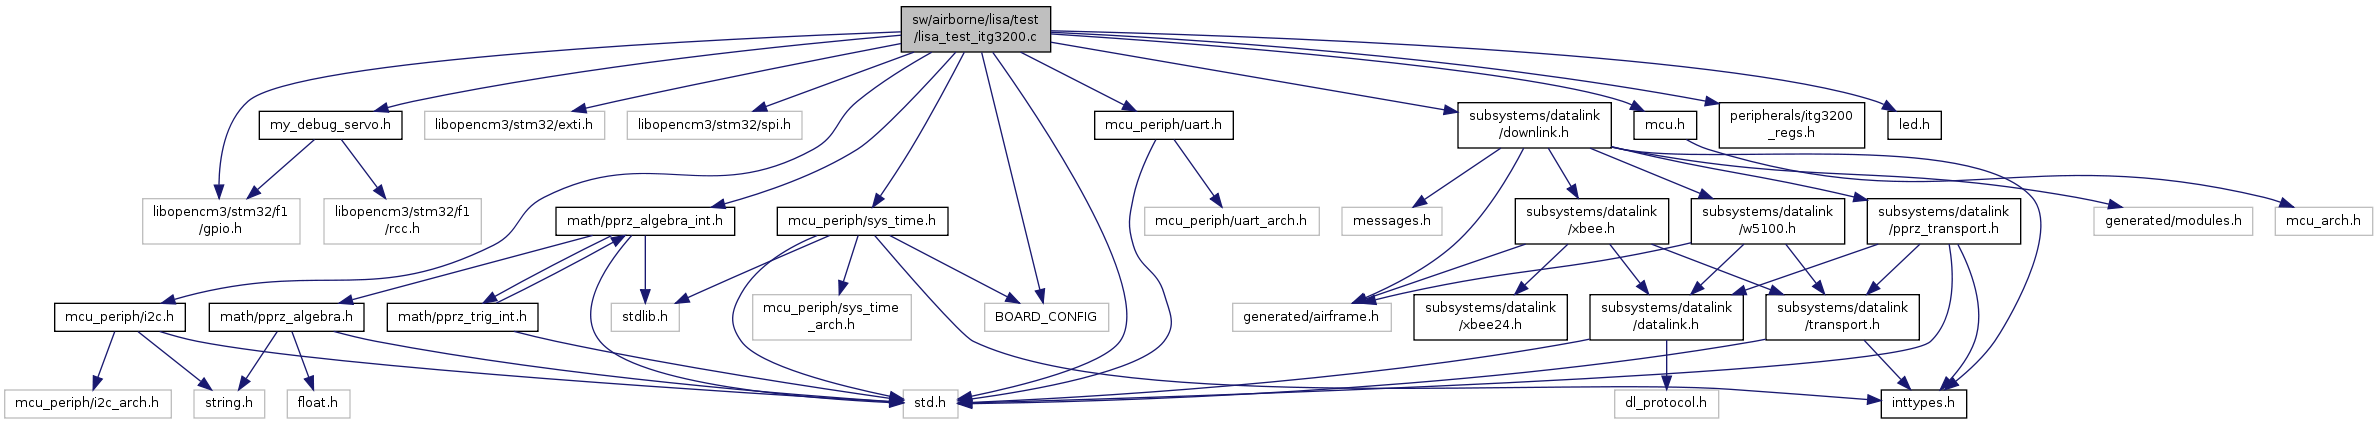 sw/airborne/lisa/test
/lisa_test_itg3200.c
my_debug_servo.h
libopencm3/stm32/exti.h
libopencm3/stm32/spi.h
mcu_periph/uart.h
subsystems/datalink
/downlink.h
mcu.h
peripherals/itg3200
_regs.h
led.h
libopencm3/stm32/f1
/gpio.h
libopencm3/stm32/f1
/rcc.h
math/pprz_algebra_int.h
mcu_periph/sys_time.h
mcu_periph/uart_arch.h
messages.h
subsystems/datalink
/xbee.h
subsystems/datalink
/w5100.h
subsystems/datalink
/pprz_transport.h
generated/modules.h
mcu_arch.h
mcu_periph/i2c.h
math/pprz_algebra.h
math/pprz_trig_int.h
stdlib.h
mcu_periph/sys_time
_arch.h
BOARD_CONFIG
generated/airframe.h
subsystems/datalink
/xbee24.h
subsystems/datalink
/datalink.h
subsystems/datalink
/transport.h
mcu_periph/i2c_arch.h
string.h
float.h
std.h
dl_protocol.h
inttypes.h